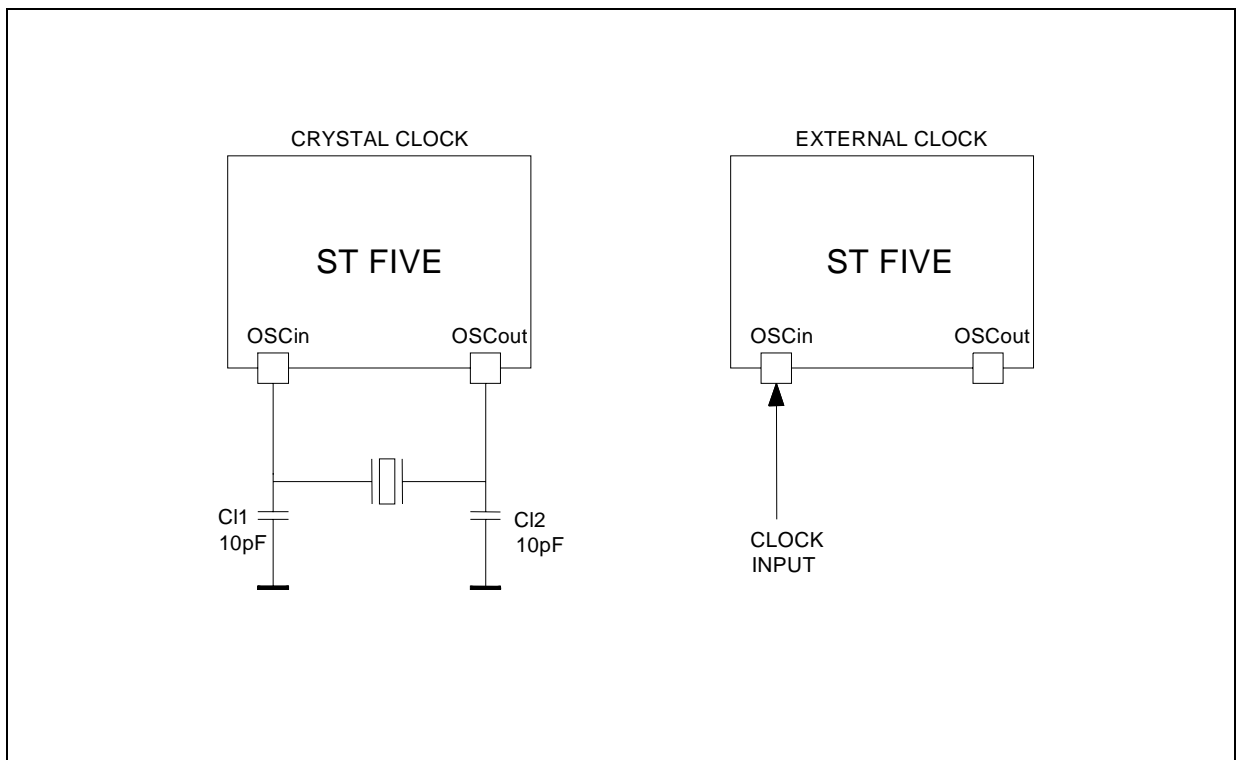 CRYSTAL CLOCK
ST FIVE
OSCin
OSCout
Cl1
10pF
Cl2
10pF
EXTERNAL CLOCK
ST FIVE
OSCin
OSCout
CLOCK
INPUT